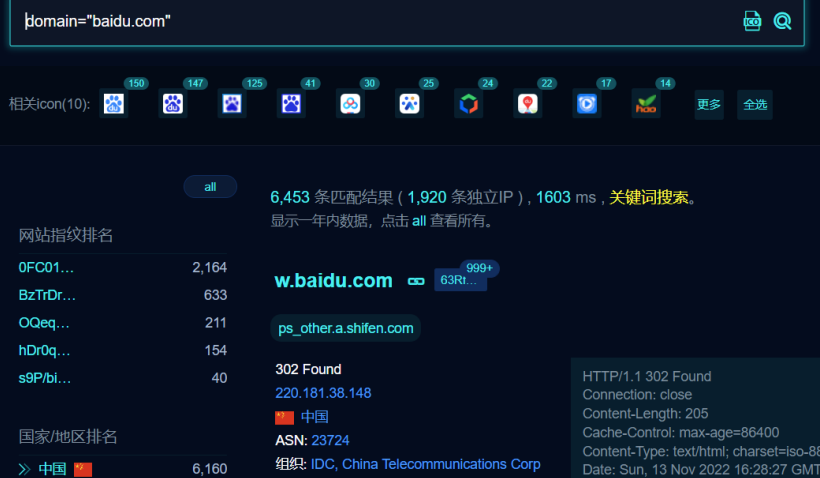 domain="baidu.com"
ICO
相关icon(10): 150 147 125 41 30 25 24 22 17 14 更多 全选
du du
hao
all
6,453 条匹配结果 ( 1,920 条独立IP ) , 1603 ms , 关键词搜索。
显示一年内数据，点击 all 查看所有。
网站指纹排名
0FC01… 2,164
BzTrDr… 633
OQeq… 211
hDr0q… 154
s9P/bi… 40
国家/地区排名
中国 6,160
w.baidu.com 999+
ps_other.a.shifen.com
302 Found
220.181.38.148
中国
ASN: 23724
组织: IDC, China Telecommunications Corp
HTTP/1.1 302 Found
Connection: close
Content-Length: 205
Cache-Control: max-age=86400
Content-Type: text/html; charset=iso-88
Date: Sun, 13 Nov 2022 16:28:27 GMT